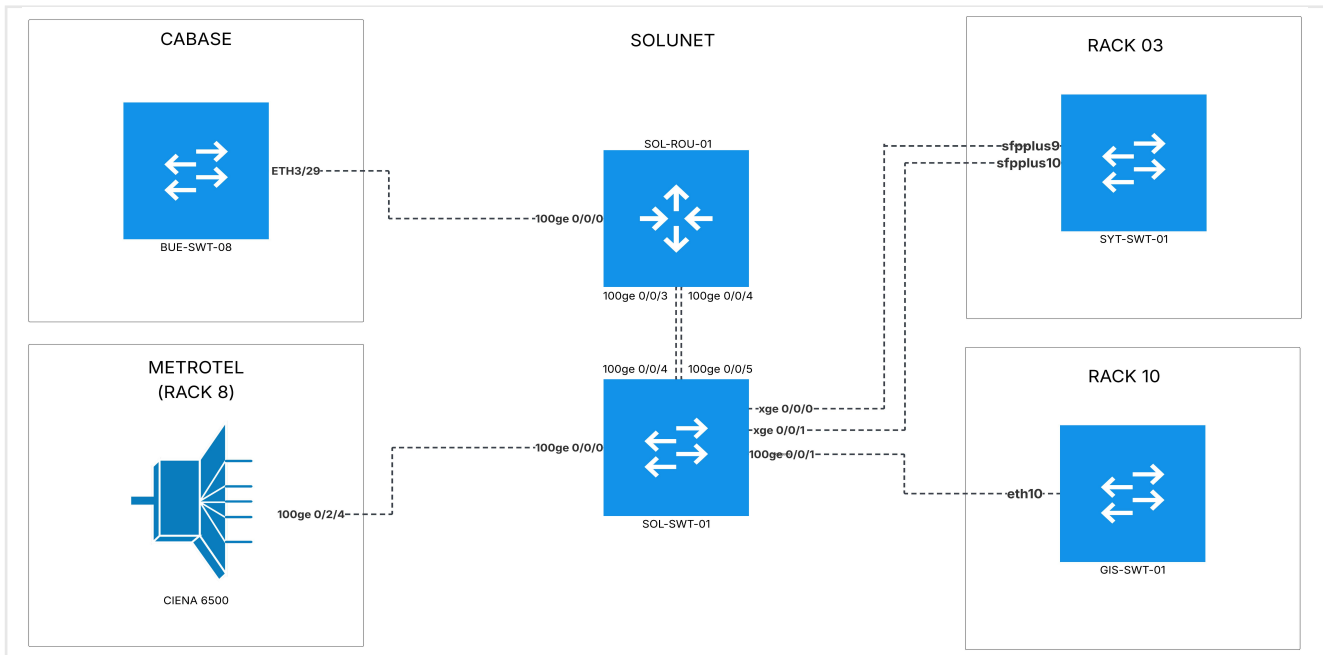 CABASE
ETH3/29
BUE-SWT-08
METROTEL
(RACK 8)
100ge 0/2/4
CIENA 6500
SOLUNET
SOL-ROU-01
100ge 0/0/0
100ge 0/0/3
100ge 0/0/4
100ge 0/0/4
100ge 0/0/5
100ge 0/0/0
xge 0/0/0
xge 0/0/1
100ge 0/0/1
SOL-SWT-01
RACK 03
sfpplus9
sfpplus10
SYT-SWT-01
RACK 10
eth10
GIS-SWT-01